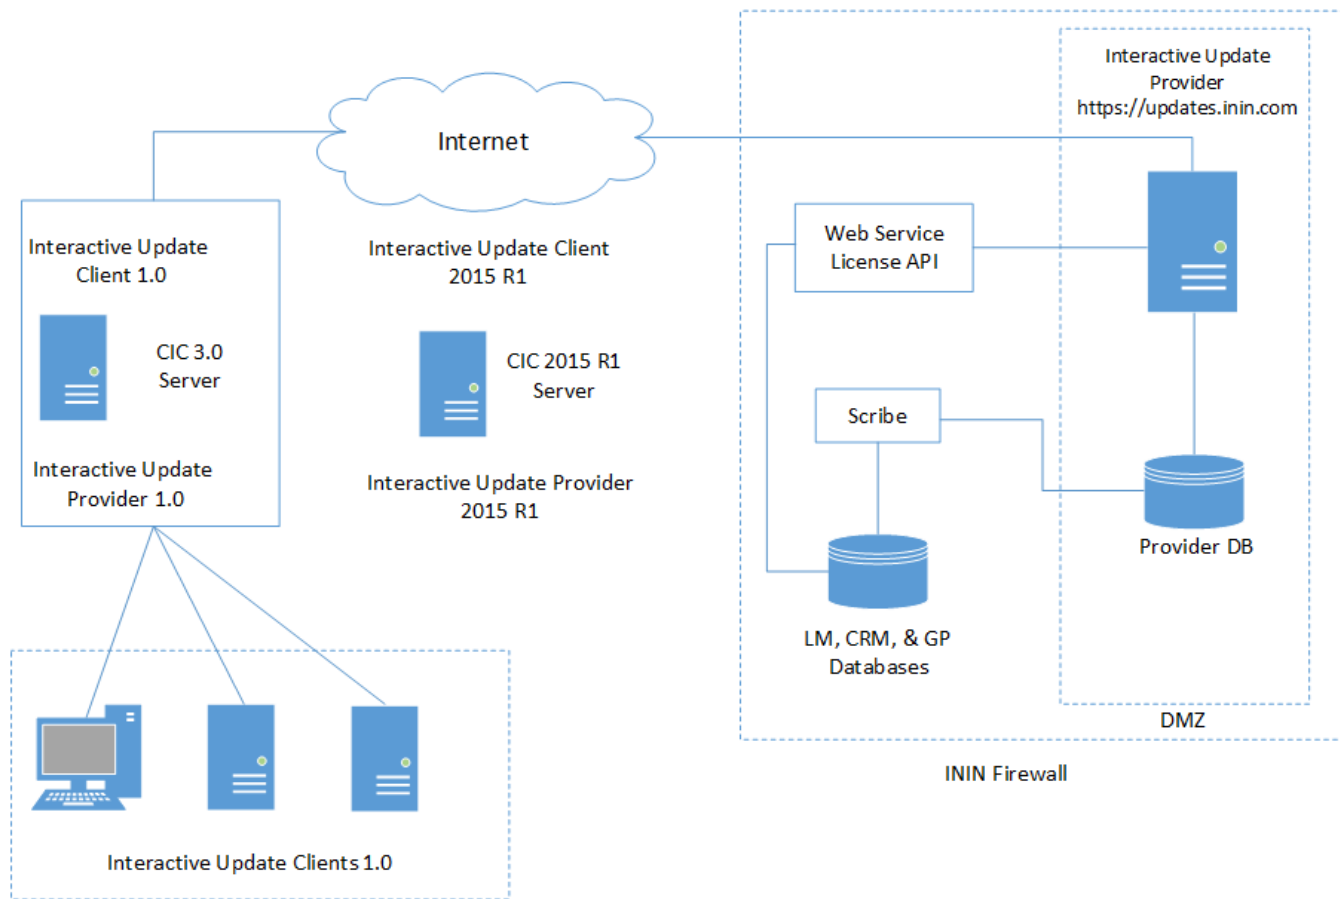 Interactive Update
Provider
https://updates.inin.com
Internet
Interactive Update
Client 1.0
CIC 3.0
Server
Interactive Update
Provider 1.0
Interactive Update Client
2015 R1
CIC 2015 R1
Server
Interactive Update Provider
2015 R1
Web Service
License API
Scribe
Provider DB
LM, CRM, & GP
Databases
DMZ
ININ Firewall
Interactive Update Clients 1.0